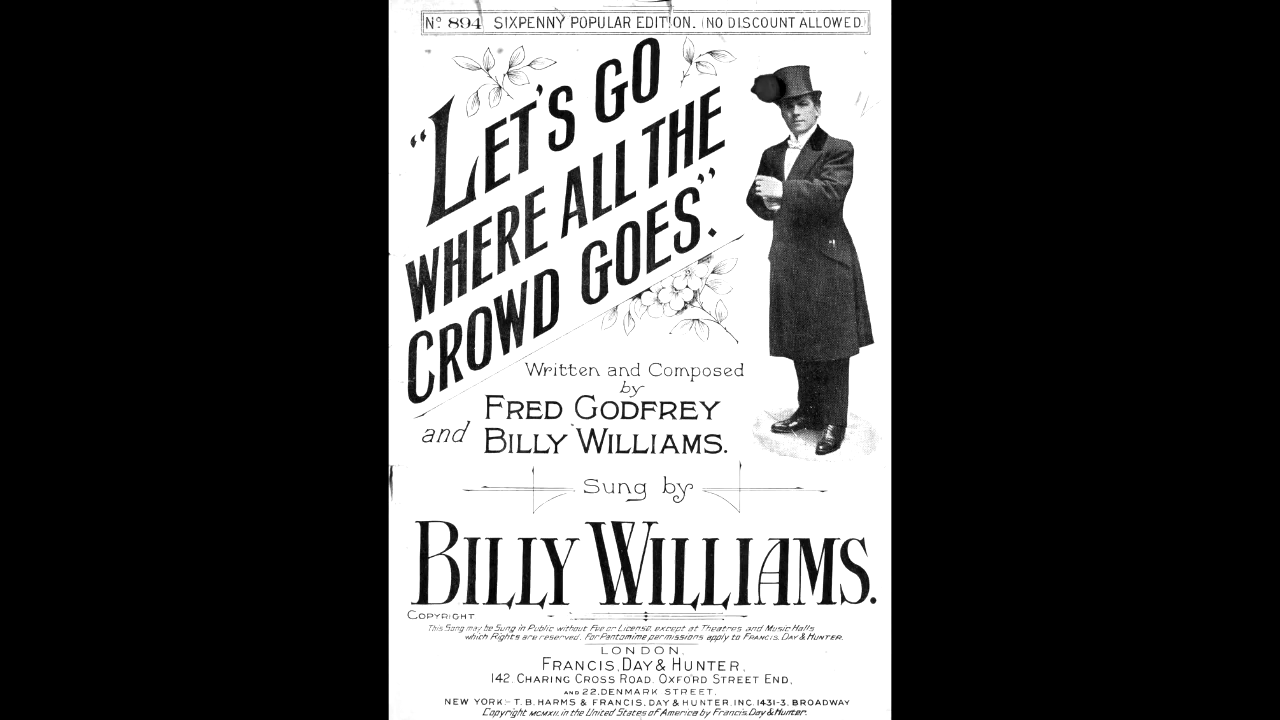 No. 894 SIXPENNY POPULAR EDITION. (NO DISCOUNT ALLOWED.)
"LET'S GO
WHERE ALL THE
CROWD GOES."
Written and Composed
by
FRED GODFREY
and BILLY WILLIAMS.
Sung by
BILLY WILLIAMS.
COPYRIGHT
This Song may be Sung in Public without Fee or License, except at Theatres and Music Halls
which Rights are reserved. For Pantomime permissions apply to FRANCIS, DAY & HUNTER.
LONDON,
FRANCIS, DAY & HUNTER,
142, CHARING CROSS ROAD, OXFORD STREET END,
AND 22, DENMARK STREET,
NEW YORK:- T. B. HARMS & FRANCIS, DAY & HUNTER, INC. 1431-3, BROADWAY
Copyright MCMXII, in the United States of America by Francis, Day & Hunter.